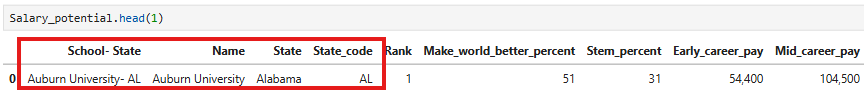 Salary_potential.head(1)
School- State Name State State_code Rank Make_world_better_percent Stem_percent Early_career_pay Mid_career_pay
0 Auburn University- AL Auburn University Alabama AL 1 51 31 54,400 104,500